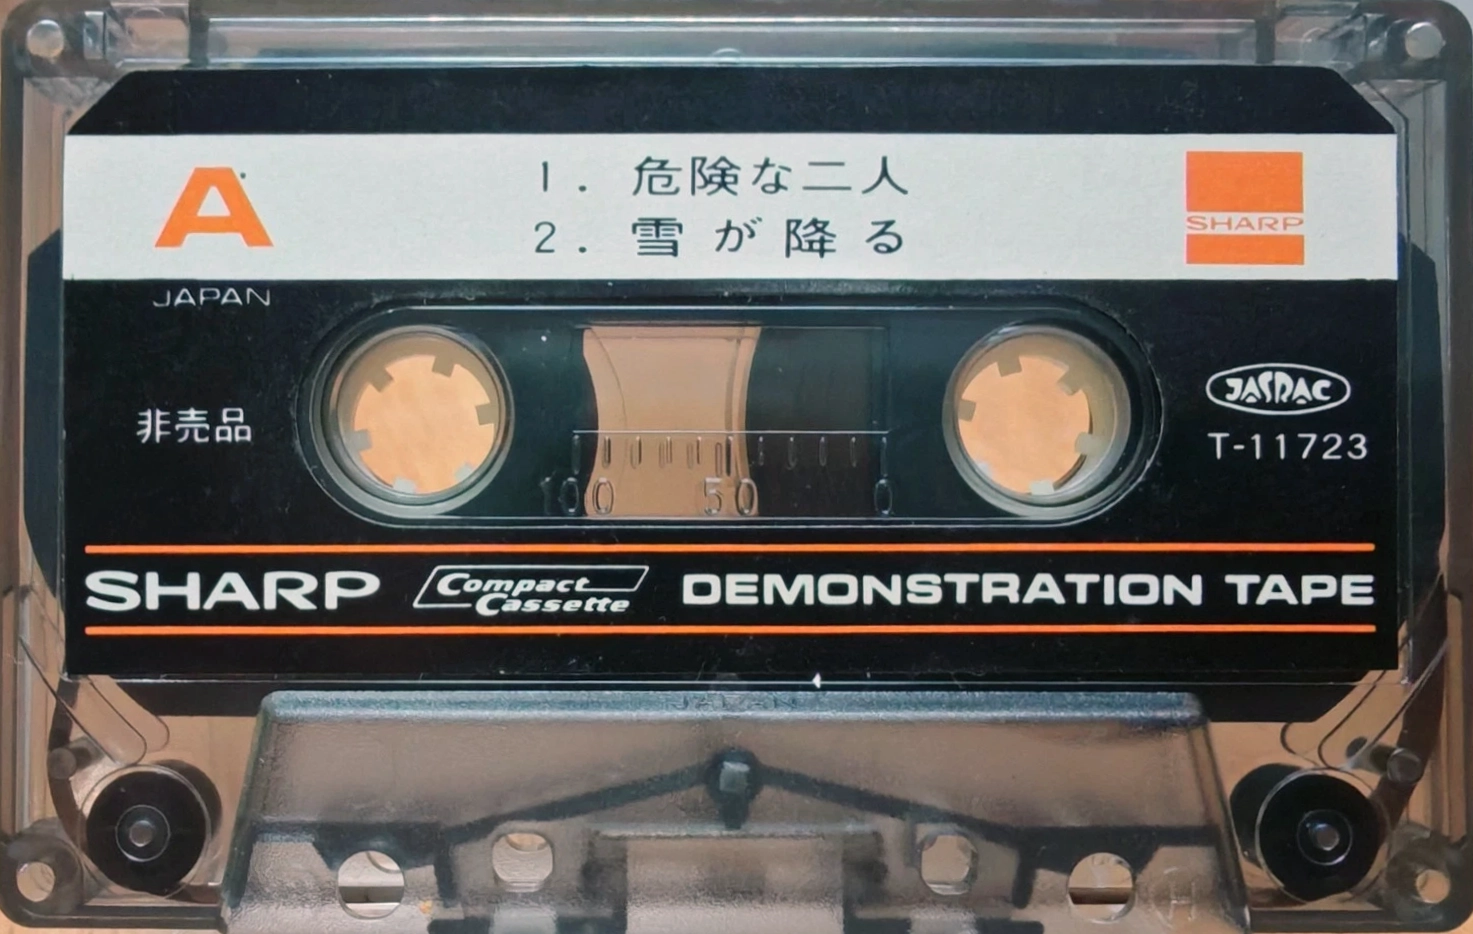 A
1. 危険な二人
2. 雪が降る
SHARP
JAPAN
非売品
100 50 0
JASRAC
T-11723
SHARP Compact Cassette DEMONSTRATION TAPE
JAPAN
H